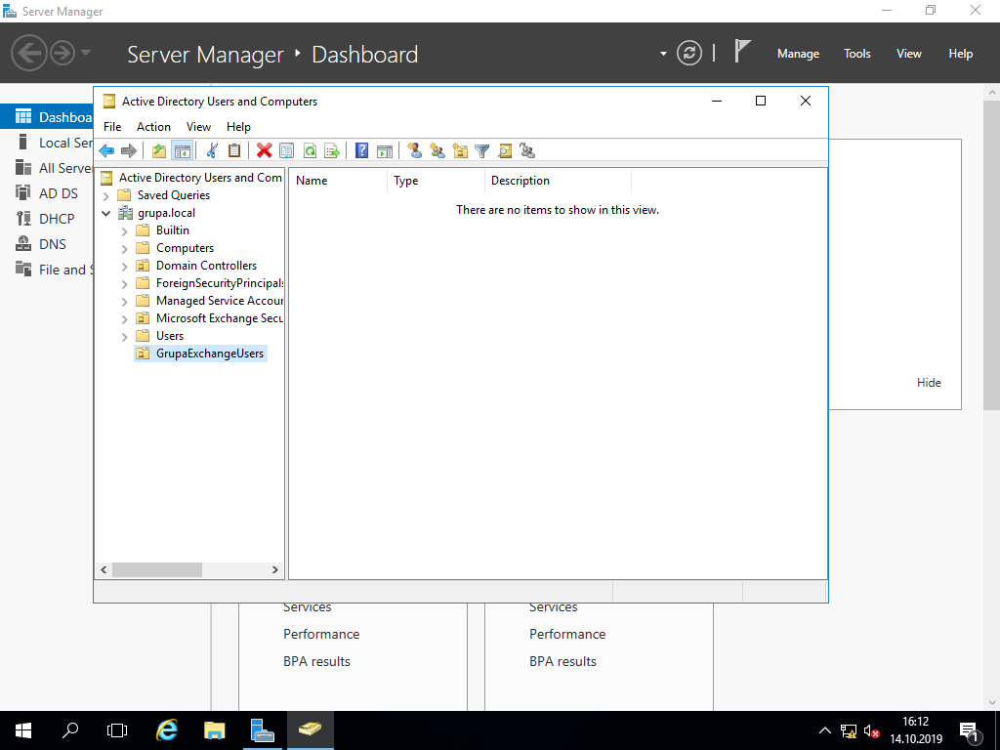 Server Manager
Server Manager ‣ Dashboard
Manage Tools View Help
Active Directory Users and Computers
Dashboa
File Action View Help
Local Ser
All Server
AD DS
DHCP
DNS
File and S
Active Directory Users and Com
Saved Queries
grupa.local
Builtin
Computers
Domain Controllers
ForeignSecurityPrincipals
Managed Service Accoun
Microsoft Exchange Secu
Users
GrupaExchangeUsers
Name Type Description
There are no items to show in this view.
Hide
Services Services
Performance Performance
BPA results BPA results
16:12
14.10.2019
1